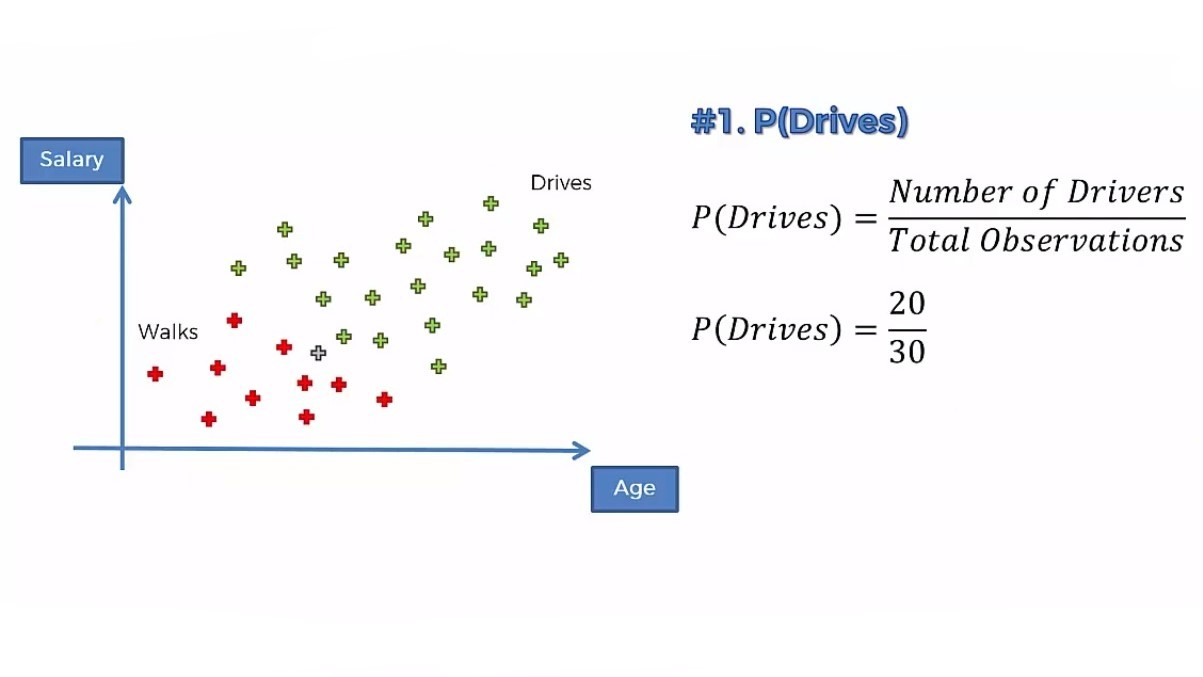 #1. P(Drives)
Salary
Drives
P(Drives) = Number of Drivers
Total Observations
Walks
P(Drives) = 20
30
Age